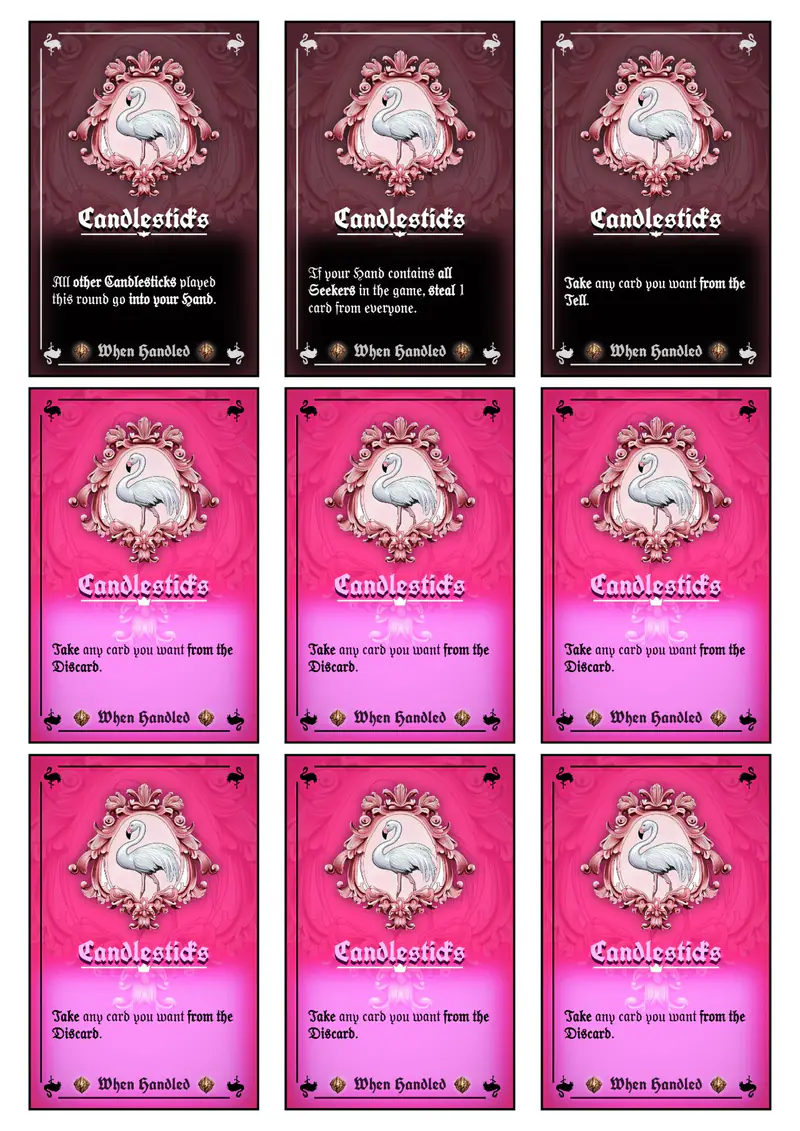 Candlesticks
All other Candlesticks played
this round go into your Hand.
When Handled
Candlesticks
If your Hand contains all
Seekers in the game, steal 1
card from everyone.
When Handled
Candlesticks
Take any card you want from the
Tell.
When Handled
Candlesticks
Take any card you want from the
Discard.
When Handled
Candlesticks
Take any card you want from the
Discard.
When Handled
Candlesticks
Take any card you want from the
Discard.
When Handled
Candlesticks
Take any card you want from the
Discard.
When Handled
Candlesticks
Take any card you want from the
Discard.
When Handled
Candlesticks
Take any card you want from the
Discard.
When Handled